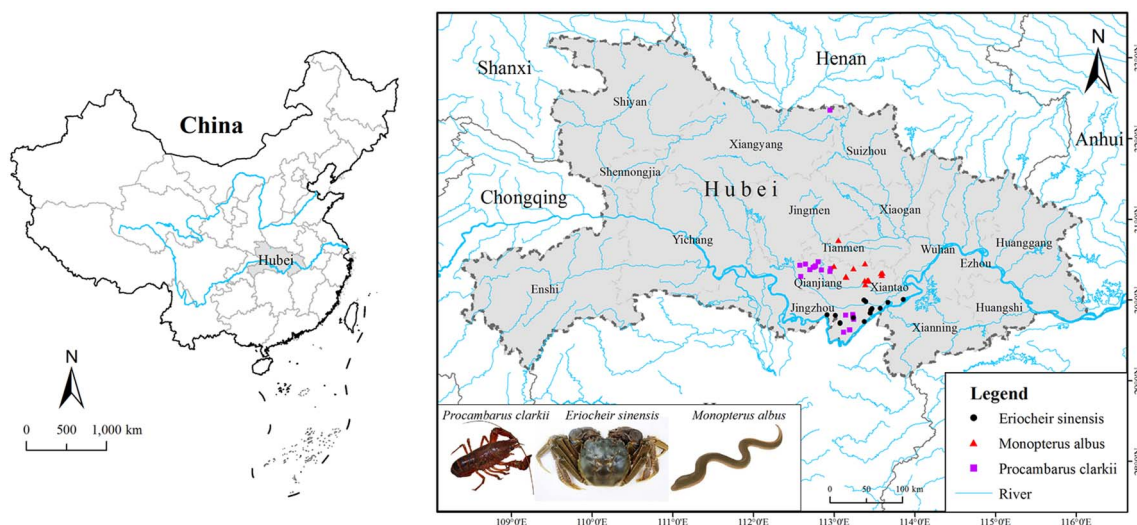 China
Hubei
N
0 500 1,000 km
Shanxi
Henan
N
Shiyan
Anhui
Xiangyang
Suizhou
Shennongjia
Hubei
Chongqing
Jingmen
Xiaogan
Yichang
Tianmen
Wuhan
Huanggang
Ezhou
Enshi
Qianjiang
Xiantao
Jingzhou
Huangshi
Xianning
Legend
Eriocheir sinensis
Monopterus albus
Procambarus clarkii
River
Procambarus clarkii Eriocheir sinensis Monopterus albus
0 50 100 km
109°0'E 110°0'E 111°0'E 112°0'E 113°0'E 114°0'E 115°0'E 116°0'E